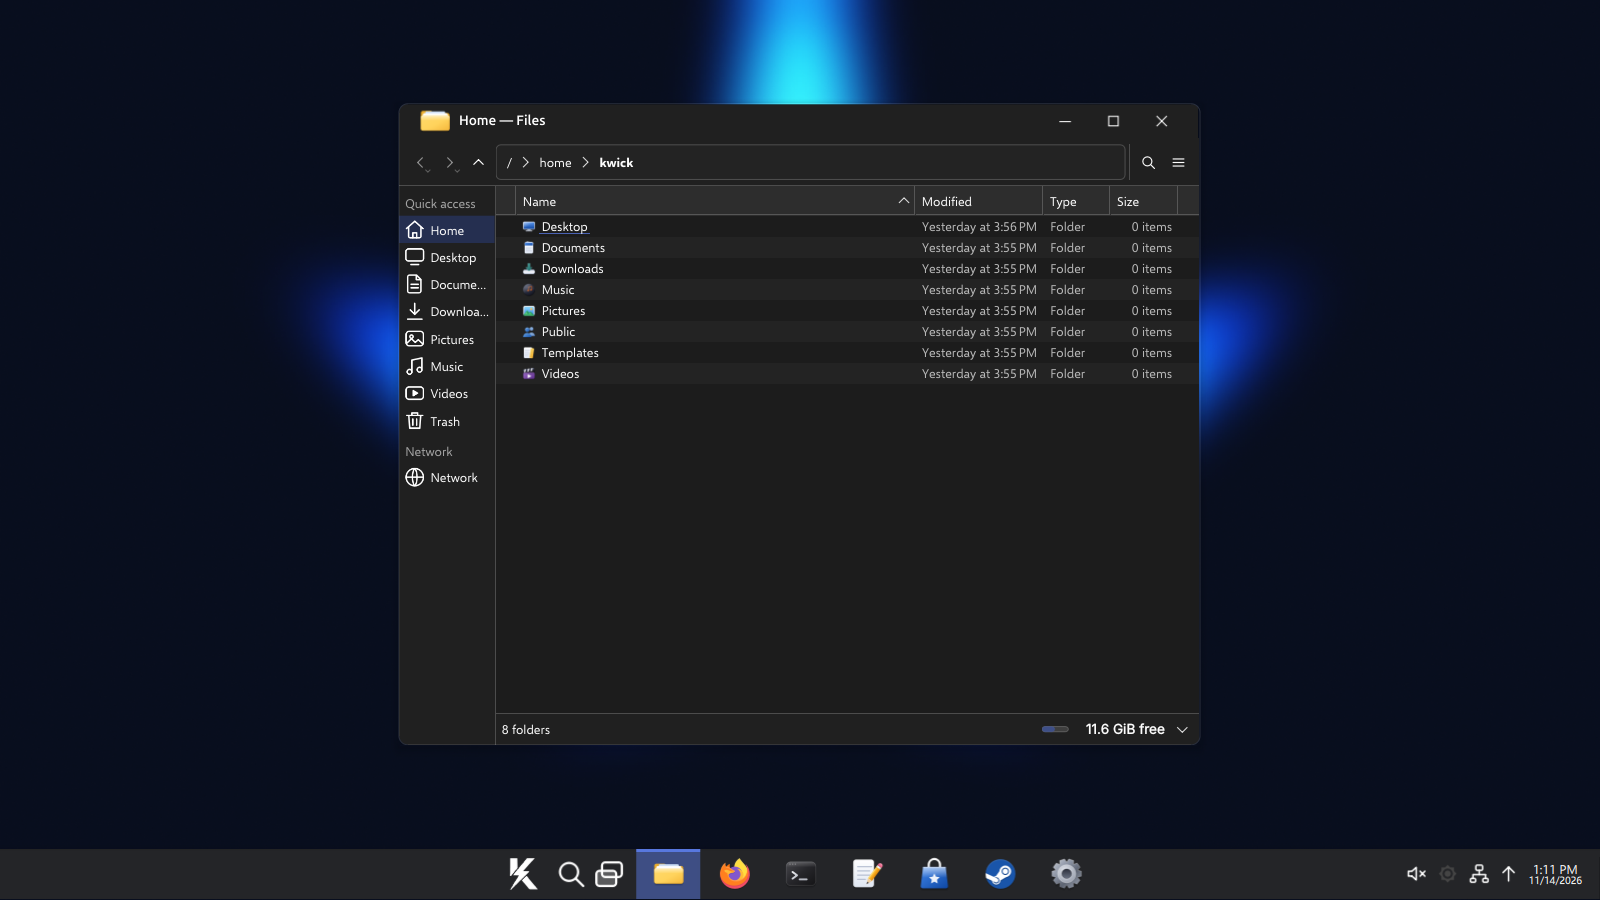 Home — Files
/ home kwick
Quick access
Home
Desktop
Docume...
Downloa...
Pictures
Music
Videos
Trash
Network
Network
Name Modified Type Size
Desktop Yesterday at 3:56 PM Folder 0 items
Documents Yesterday at 3:55 PM Folder 0 items
Downloads Yesterday at 3:55 PM Folder 0 items
Music Yesterday at 3:55 PM Folder 0 items
Pictures Yesterday at 3:55 PM Folder 0 items
Public Yesterday at 3:55 PM Folder 0 items
Templates Yesterday at 3:55 PM Folder 0 items
Videos Yesterday at 3:55 PM Folder 0 items
8 folders 11.6 GiB free
1:11 PM
11/14/2026